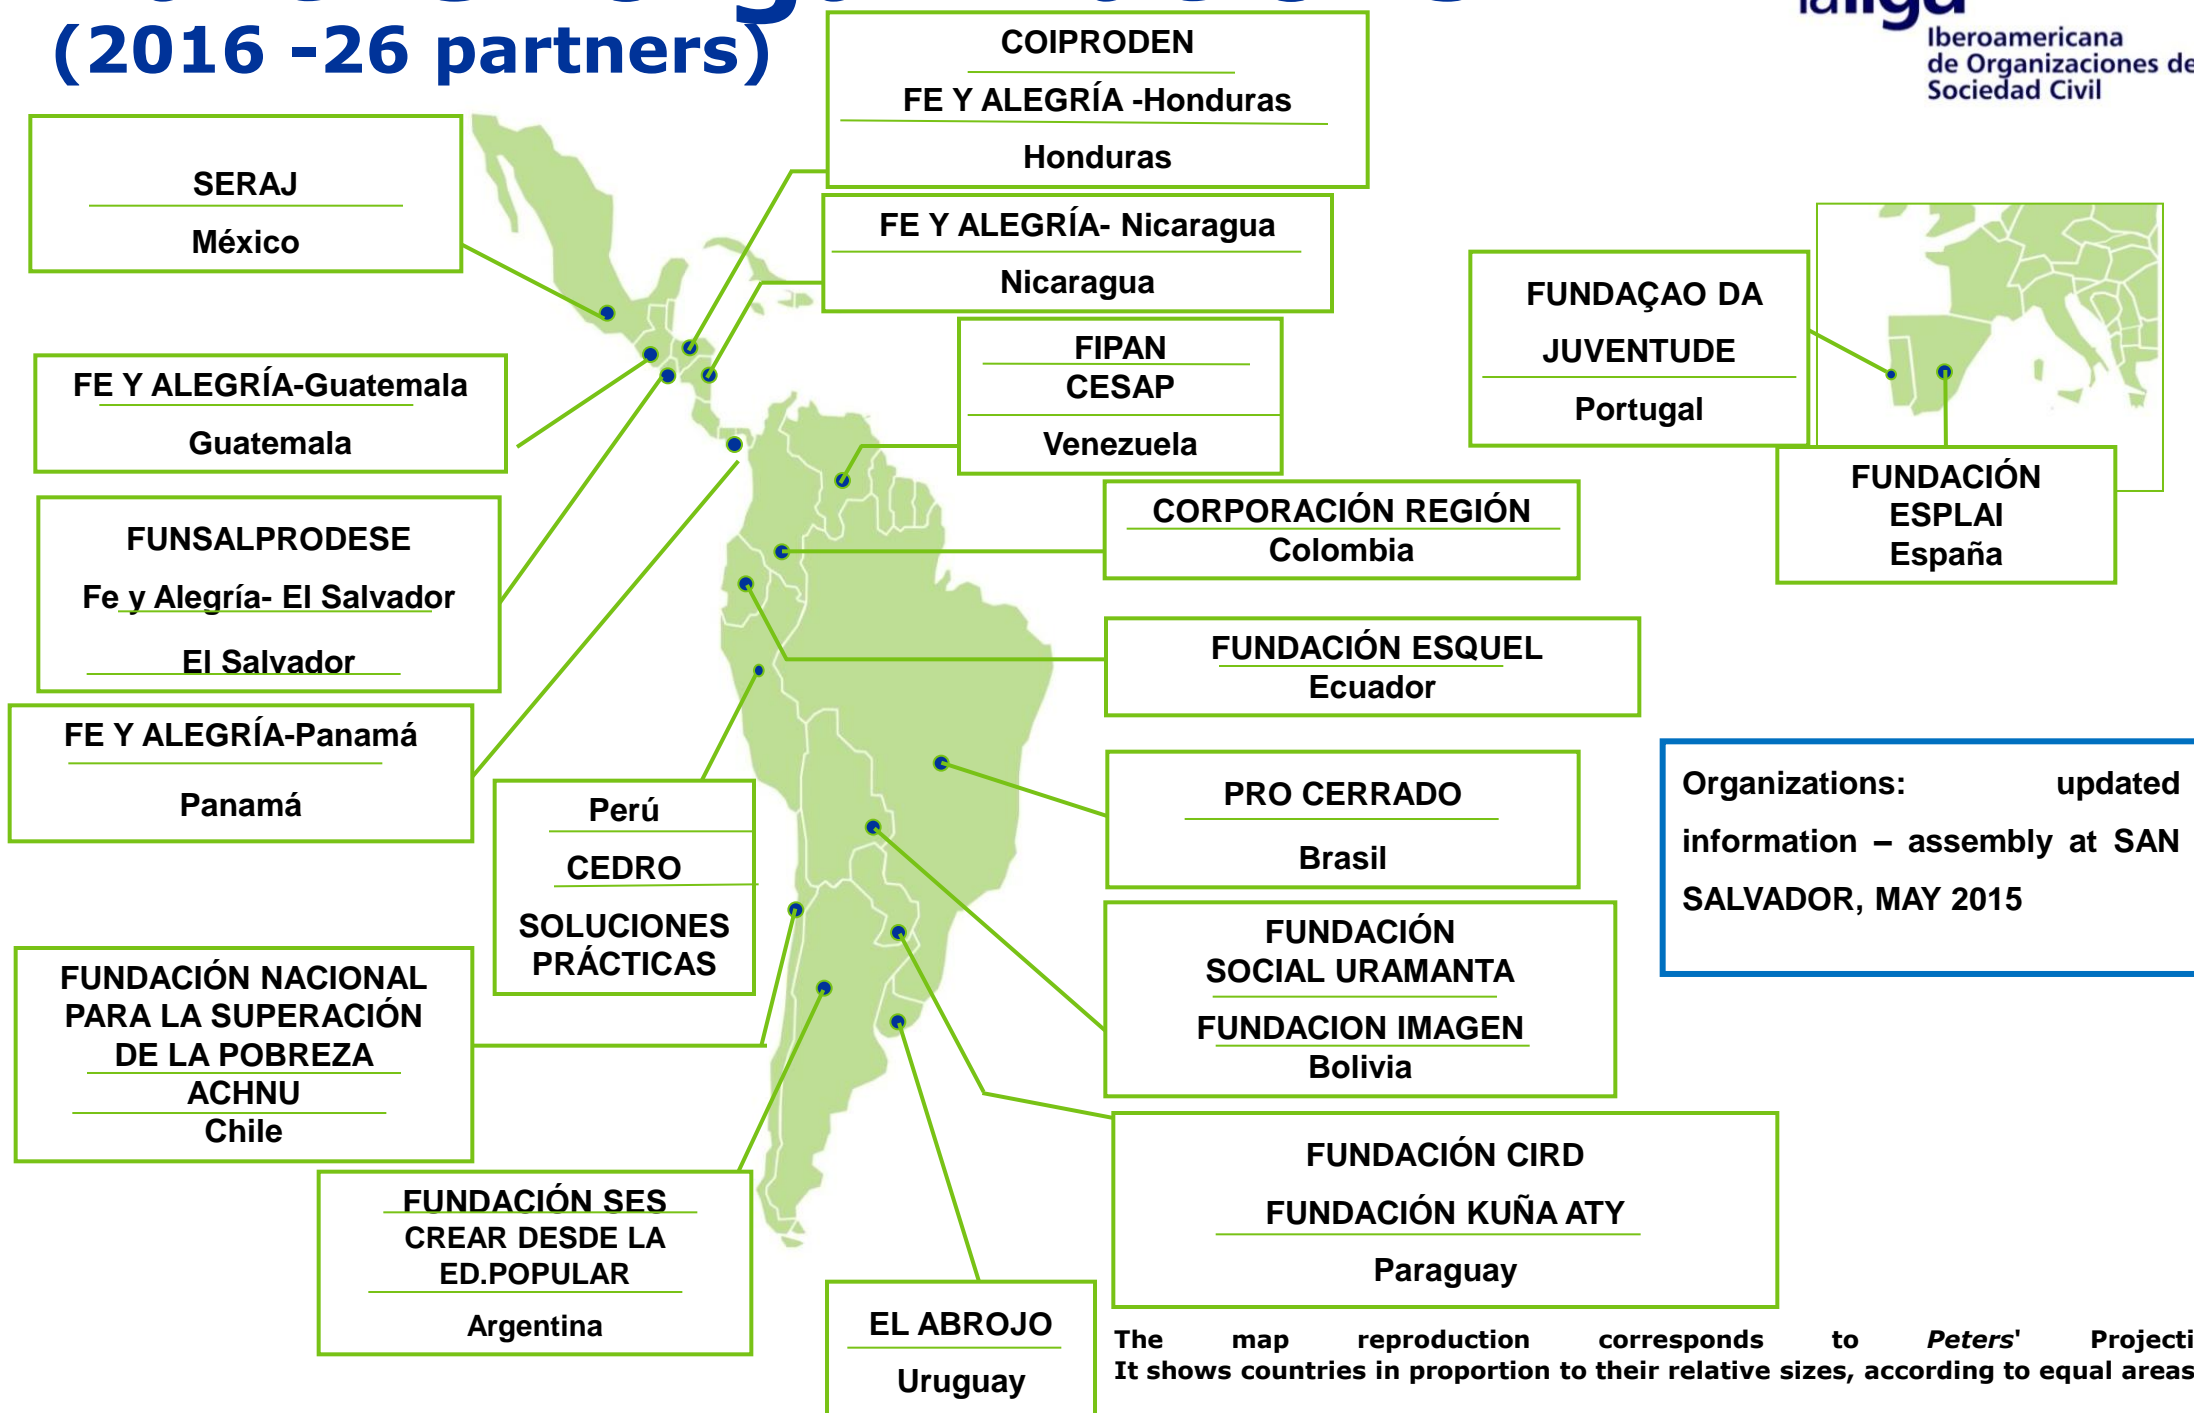 (2016 -26 partners)
la liga
Iberoamericana
de Organizaciones de
Sociedad Civil
COIPRODEN
FE Y ALEGRÍA -Honduras
Honduras
SERAJ
México
FE Y ALEGRÍA- Nicaragua
Nicaragua
FUNDAÇAO DA
JUVENTUDE
Portugal
FIPAN
CESAP
Venezuela
FE Y ALEGRÍA-Guatemala
Guatemala
FUNDACIÓN
ESPLAI
España
CORPORACIÓN REGIÓN
Colombia
FUNSALPRODESE
Fe y Alegría- El Salvador
El Salvador
FUNDACIÓN ESQUEL
Ecuador
FE Y ALEGRÍA-Panamá
Panamá
Perú
CEDRO
SOLUCIONES
PRÁCTICAS
PRO CERRADO
Brasil
Organizations: updated
information – assembly at SAN
SALVADOR, MAY 2015
FUNDACIÓN
SOCIAL URAMANTA
FUNDACION IMAGEN
Bolivia
FUNDACIÓN NACIONAL
PARA LA SUPERACIÓN
DE LA POBREZA
ACHNU
Chile
FUNDACIÓN CIRD
FUNDACIÓN KUÑA ATY
Paraguay
FUNDACIÓN SES
CREAR DESDE LA
ED.POPULAR
Argentina
EL ABROJO
Uruguay
The map reproduction corresponds to Peters' Projecti
It shows countries in proportion to their relative sizes, according to equal areas